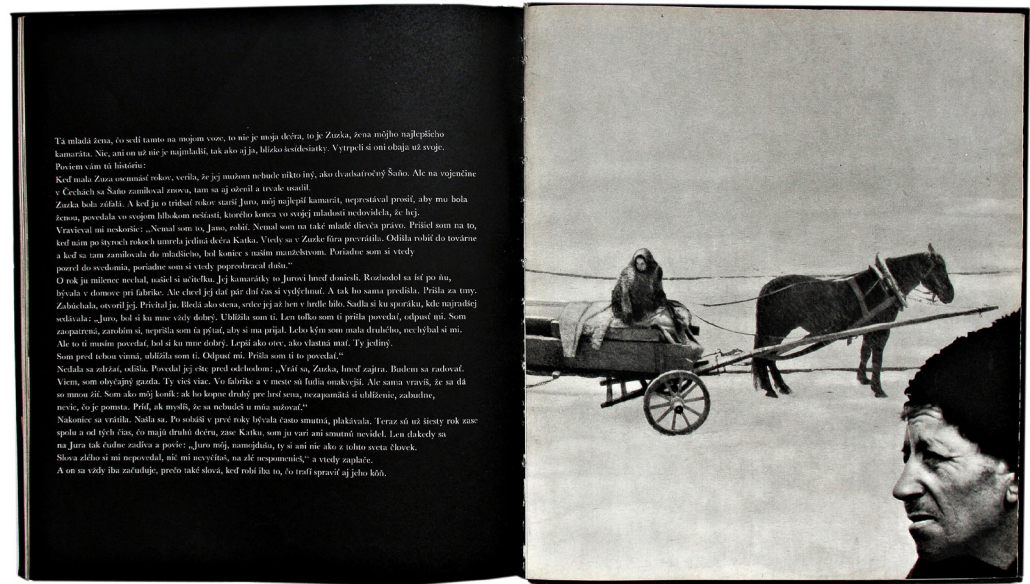 Tá mladá žena, čo sedí tamto na mojom voze, to nie je moja dcéra, to je Zuzka, žena môjho najlepšieho
kamaráta. Nie, ani on už nie je najmladší, tak ako aj ja, blízko šesťdesiatky. Vytrpeli si oni obaja už svoje.
Poviem vám tú históriu:
Keď mala Zuza osemnásť rokov, verila, že jej mužom nebude nikto iný, ako dvadsaťročný Šaňo. Ale na vojenčine
v Čechách sa Šaňo zamiloval znova, tam sa aj oženil a trvale usadil.
Zuzka bola zúfalá. A keď ju o tridsať rokov starší Juro, môj najlepší kamarát, neprestával prosiť, aby mu bola
ženou, povedala vo svojom hlbokom nešťastí, ktorého konca vo svojej mladosti nedovidela, že hej.
Vravieval mi neskoršie: „Nemal som to, Jano, robiť. Nemal som na také mladé dievča právo. Prišiel som na to,
keď nám po štyroch rokoch umrela jediná dcéra Katka. Vtedy sa v Zuzke fúra prevrátila. Odišla robiť do továrne
a keď sa tam zamilovala do mladšieho, bol koniec s naším manželstvom. Poriadne som si vtedy
pozrel do svedomia, poriadne som si vtedy popreobracal dušu.“
O rok ju milenec nechal, našiel si učiteľku. Jej kamarátky to Jurovi hneď doniesli. Rozhodol sa ísť po ňu,
bývala v domove pri fabrike. Ale chcel jej dať pár dní čas si vydýchnuť. A tak ho sama predišla. Prišla za tmy.
Zabúchala, otvoril jej. Privítal ju. Bledá ako stena, srdce jej až hen v hrdle bilo. Sadla si ku sporáku, kde najradšej
sedávala: „Juro, bol si ku mne vždy dobrý. Ublížila som ti. Len toľko som ti prišla povedať, odpusť mi. Som
zaopatrená, zarobím si, neprišla som ťa pýtať, aby si ma prijal. Lebo kým som mala druhého, nechýbal si mi.
Ale to ti musím povedať, bol si ku mne dobrý. Lepší ako otec, ako vlastná mať. Ty jediný.
Som pred tebou vinná, ublížila som ti. Odpusť mi. Prišla som ti to povedať.“
Nedala sa zdržať, odišla. Povedal jej ešte pred odchodom: „Vráť sa, Zuzka, hneď zajtra. Budem sa radovať.
Viem, som obyčajný gazda. Ty vieš viac. Vo fabrike a v meste sú ľudia onakvejší. Ale sama vravíš, že sa dá
so mnou žiť. Som ako môj koník: ak ho kopne druhý pre hrsť sena, nezapamätá si ublíženie, zabudne,
nevie, čo je pomsta. Príď, ak myslíš, že sa nebudeš u mňa sužovať.“
Nakoniec sa vrátila. Našla sa. Po sobáši v prvé roky bývala často smutná, plakávala. Teraz sú už šiesty rok zase
spolu a od tých čias, čo majú druhú dcéru, zase Katku, som ju vari ani smutnú nevidel. Len dakedy sa
na Jura tak čudne zadíva a povie: „Juro môj, namojdušu, ty si ani nie ako z tohto sveta človek.
Slova zlého si mi nepovedal, nič mi nevyčítaš, na zlé nespomenieš,“ a vtedy zaplače.
A on sa vždy iba začuduje, prečo také slová, keď robí iba to, čo trafí spraviť aj jeho kôň.